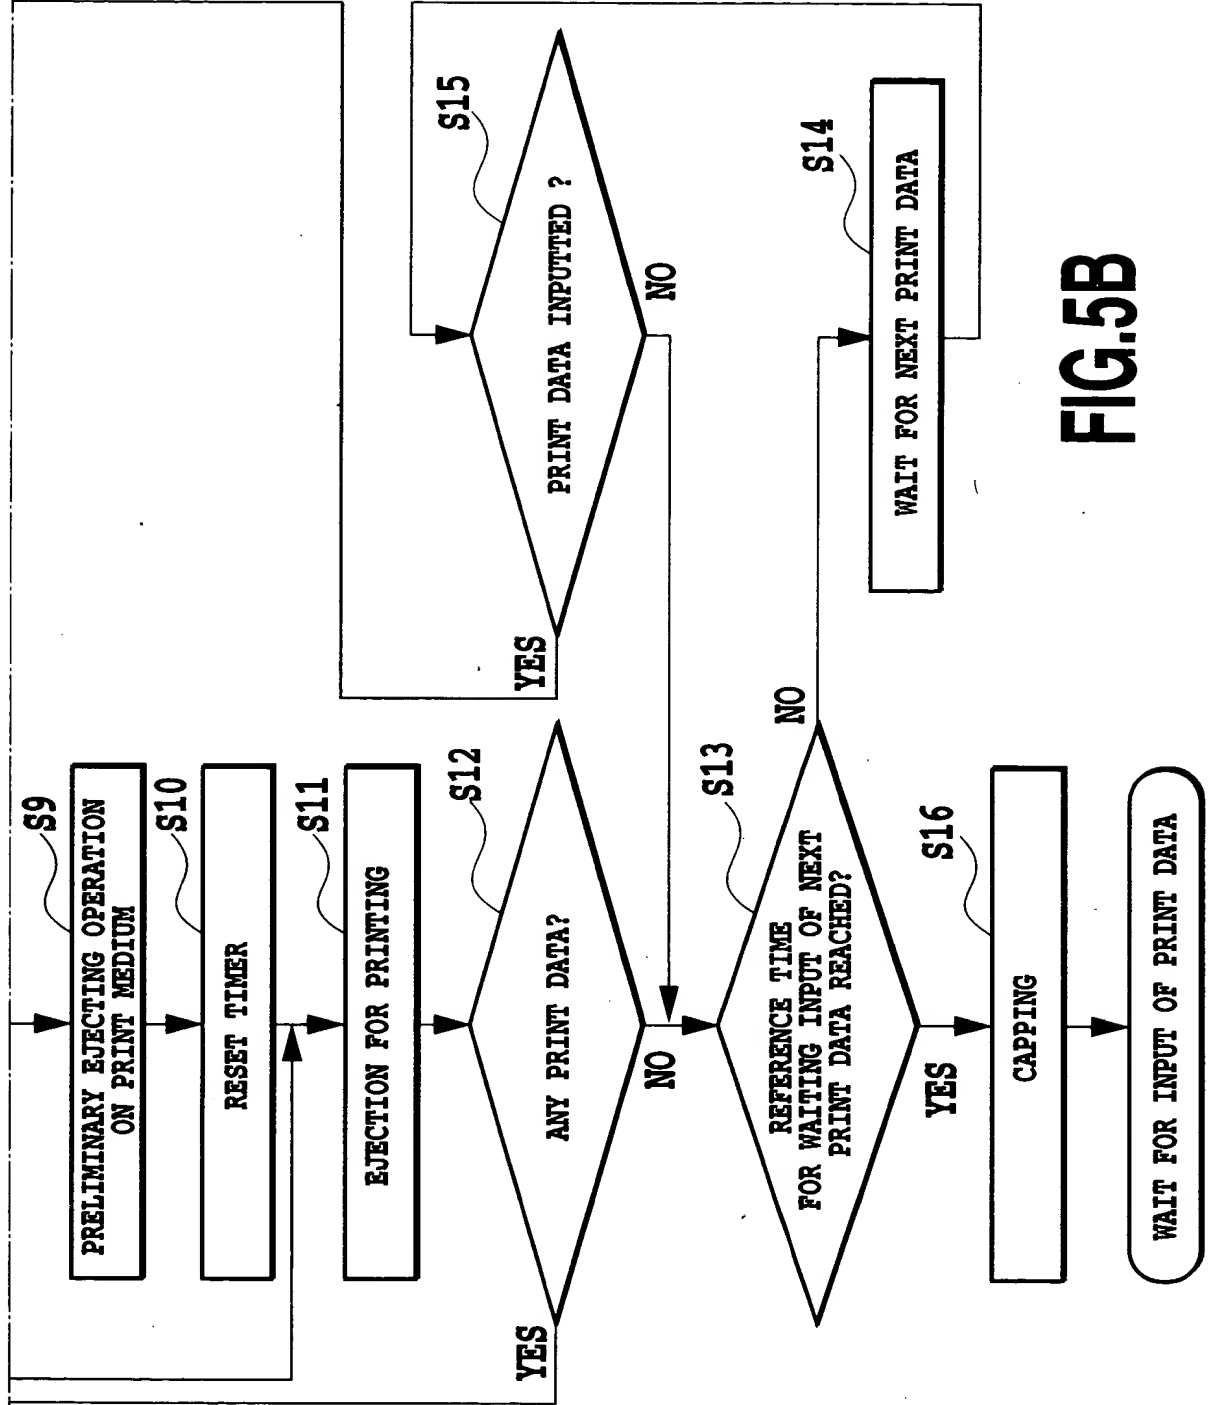 S9
PRELIMINARY EJECTING OPERATION
ON PRINT MEDIUM
S10
RESET TIMER
S11
EJECTION FOR PRINTING
S12
ANY PRINT DATA?
YES
NO
S13
REFERENCE TIME
FOR WAITING INPUT OF NEXT
PRINT DATA REACHED?
NO
YES
S14
WAIT FOR NEXT PRINT DATA
S15
PRINT DATA INPUTTED ?
YES
NO
S16
CAPPING
WAIT FOR INPUT OF PRINT DATA
FIG.5B